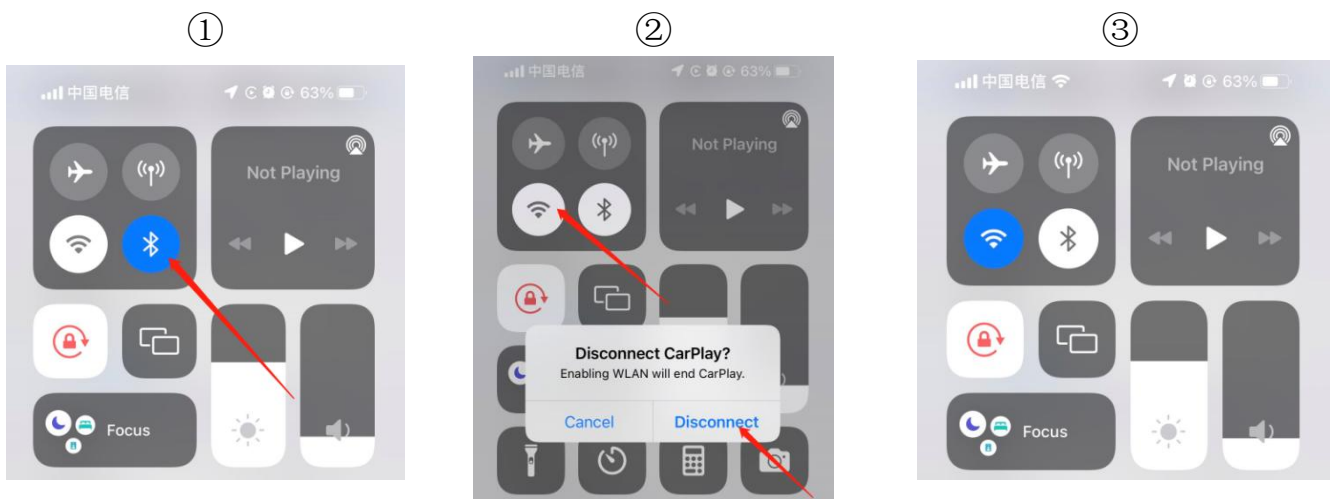 ①
②
③
中国电信
63%
Not Playing
Focus
中国电信
63%
Not Playing
Disconnect CarPlay?
Enabling WLAN will end CarPlay.
Cancel
Disconnect
中国电信
63%
Not Playing
Focus